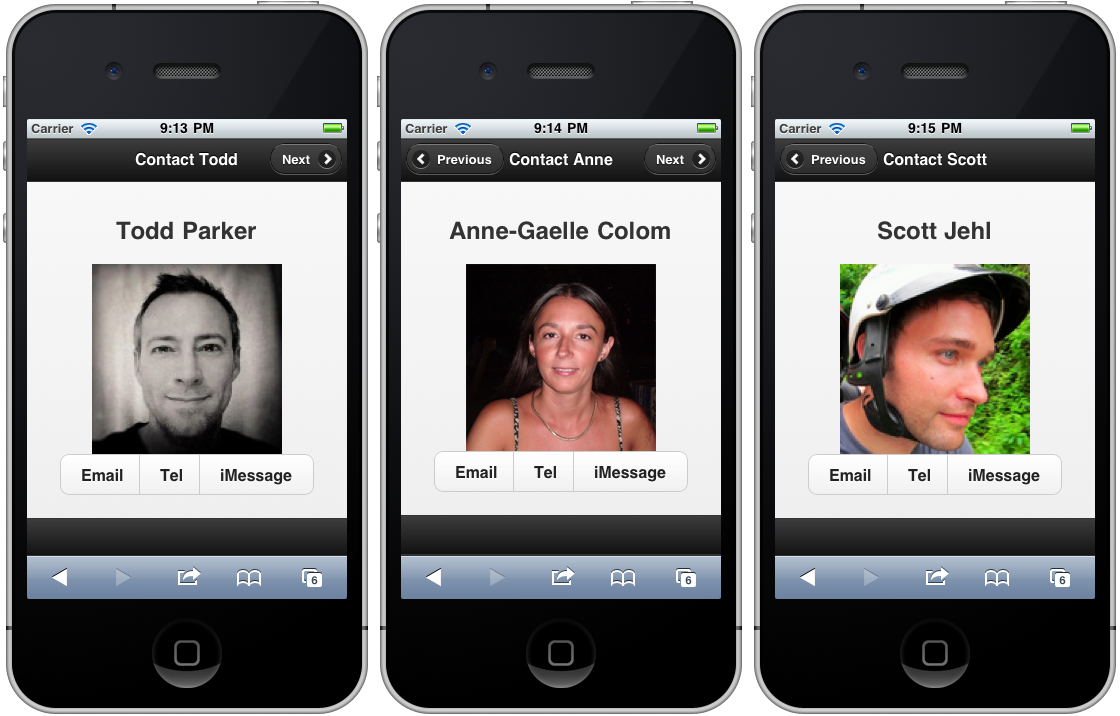 Carrier 9:13 PM
Contact Todd Next
Todd Parker
Email Tel iMessage
6
Carrier 9:14 PM
Previous Contact Anne Next
Anne-Gaelle Colom
Email Tel iMessage
6
Carrier 9:15 PM
Previous Contact Scott
Scott Jehl
Email Tel iMessage
6